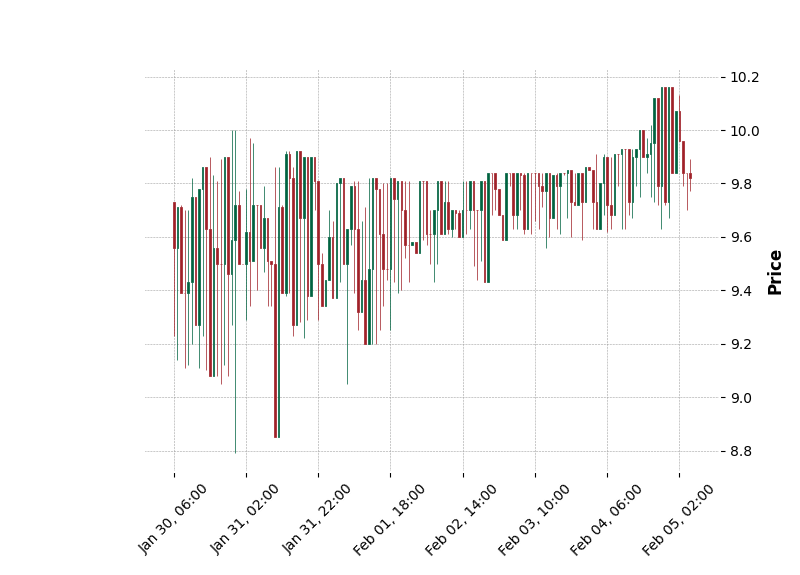 10.2
10.0
9.8
9.6
9.4
9.2
9.0
8.8
Price
Jan 30, 06:00
Jan 31, 02:00
Jan 31, 22:00
Feb 01, 18:00
Feb 02, 14:00
Feb 03, 10:00
Feb 04, 06:00
Feb 05, 02:00